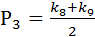 P₃ = (k₈+k₉)/2